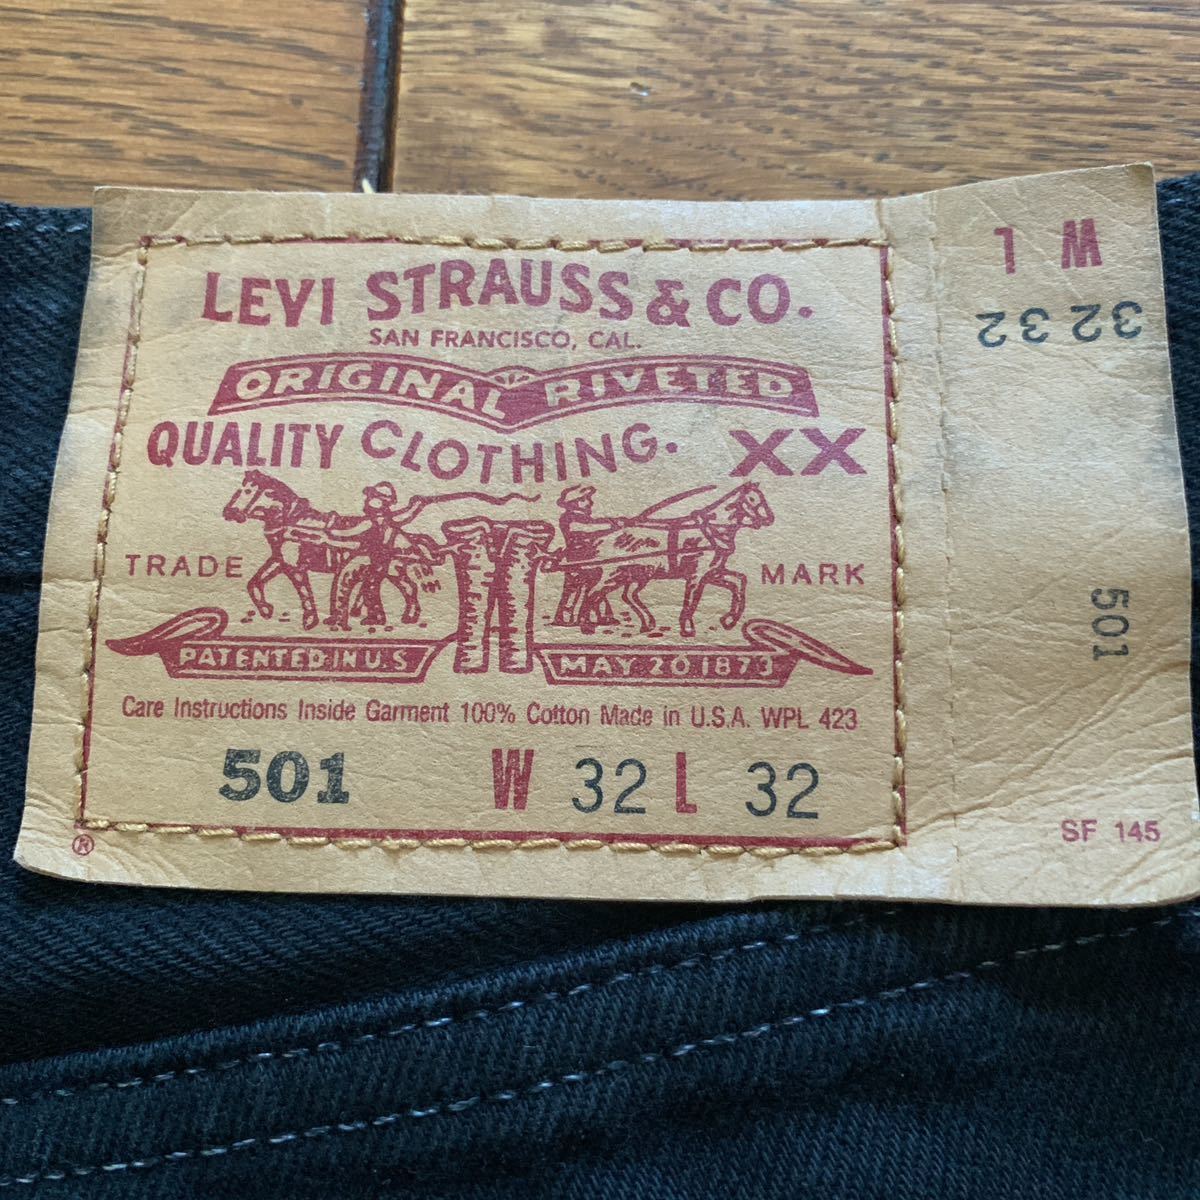 LEVI STRAUSS & CO.
SAN FRANCISCO, CAL.
ORIGINAL RIVETED
QUALITY CLOTHING. XX
TRADE MARK
PATENTED IN U.S MAY 20 1873
Care Instructions Inside Garment 100% Cotton Made in U.S.A. WPL 423
501 W 32 L 32
®
W L
32 32
501
SF 145